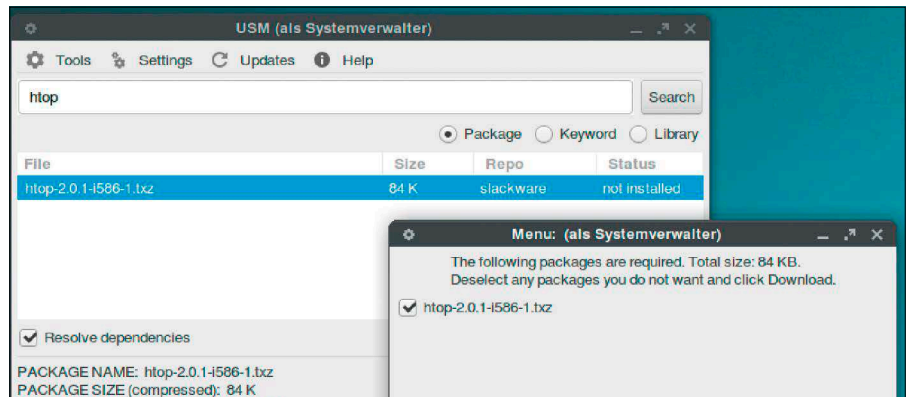 USM (als Systemverwalter)
Tools Settings Updates Help
htop Search
Package Keyword Library
File Size Repo Status
htop-2.0.1-i586-1.txz 84 K slackware not installed
Menu: (als Systemverwalter)
The following packages are required. Total size: 84 KB.
Deselect any packages you do not want and click Download.
htop-2.0.1-i586-1.txz
Resolve dependencies
PACKAGE NAME: htop-2.0.1-i586-1.txz
PACKAGE SIZE (compressed): 84 K